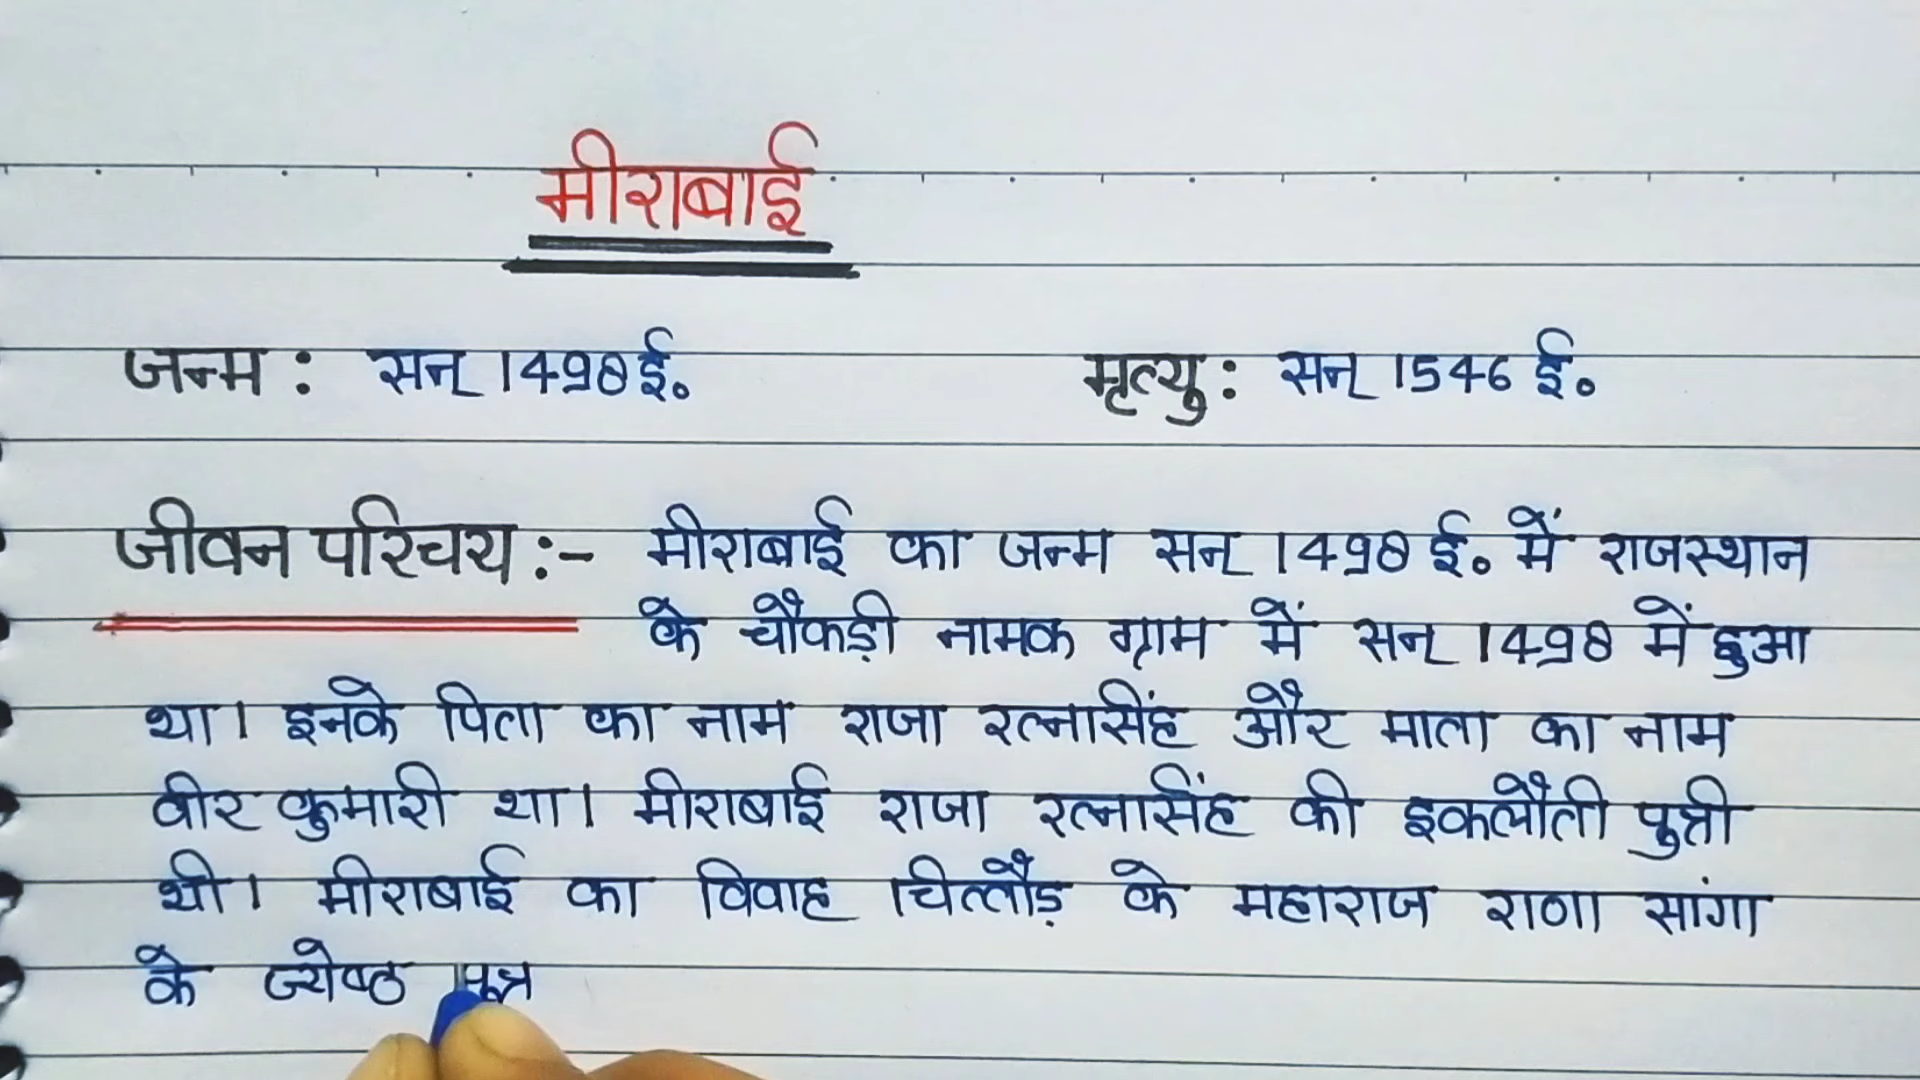 मीराबाई
जन्म : सन् 1498 ई. मृत्यु : सन् 1546 ई.
जीवन परिचय :- मीराबाई का जन्म सन् 1498 ई. में राजस्थान
के चौकड़ी नामक ग्राम में सन् 1498 में हुआ
था। इनके पिता का नाम राजा रत्नासिंह और माता का नाम
वीर कुमारी था। मीराबाई राजा रत्नासिंह की इकलौती पुत्री
थी। मीराबाई का विवाह चित्तौड़ के महाराज राणा सांगा
के ज्येष्ठ पुत्र